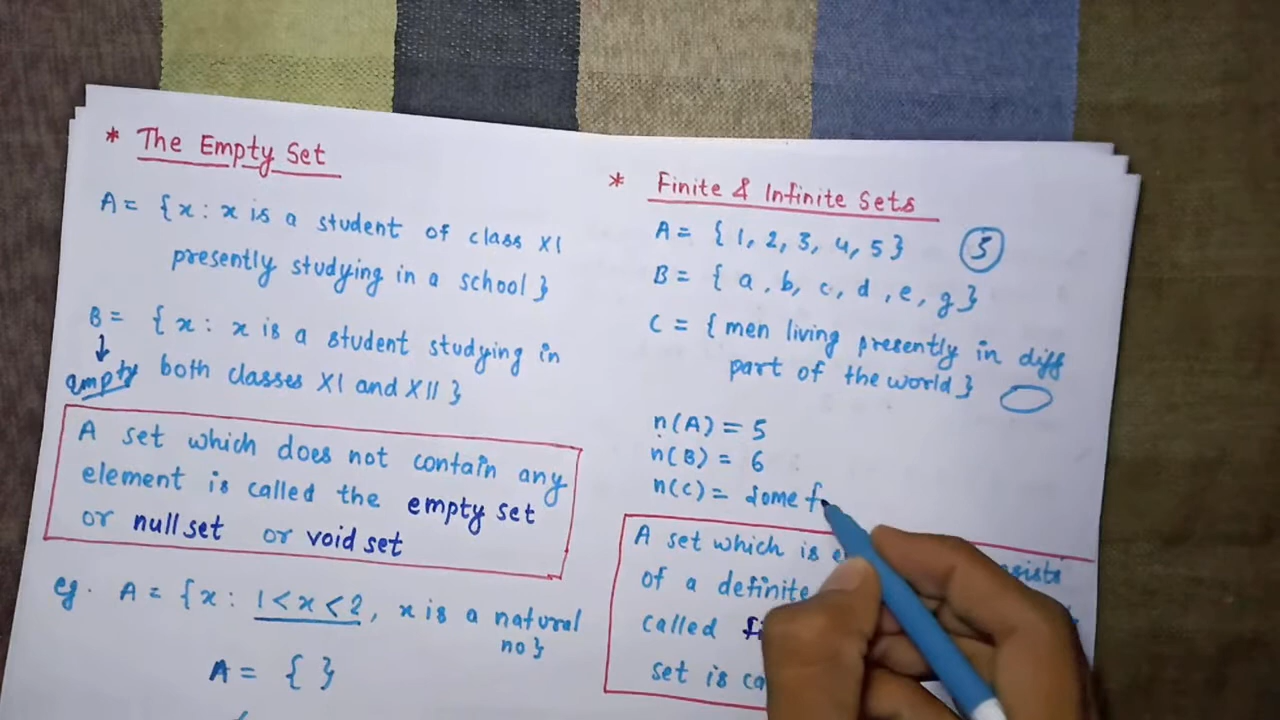 * The Empty Set
A = {x : x is a student of class XI
presently studying in a school}
B = {x : x is a student studying in
both classes XI and XII}
↓
empty
A set which does not contain any
element is called the empty set
or null set or void set
eg. A = {x : 1<x<2, x is a natural
no}
A = { }
* Finite & Infinite Sets
A = {1, 2, 3, 4, 5} 5
B = {a, b, c, d, e, g}
C = {men living presently in diff
part of the world}
n(A) = 5
n(B) = 6
n(C) = some f
A set which is
of a definite
called
set is